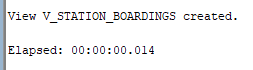 View V_STATION_BOARDINGS created.
Elapsed: 00:00:00.014